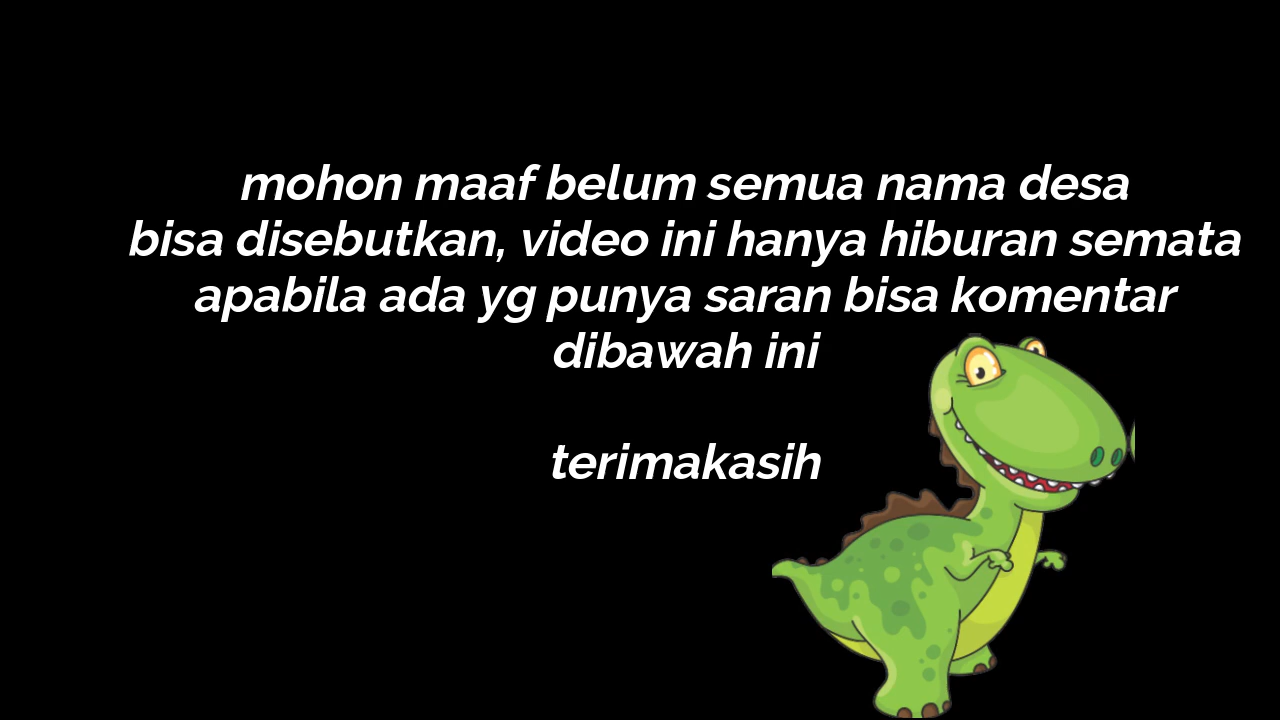 mohon maaf belum semua nama desa
bisa disebutkan, video ini hanya hiburan semata
apabila ada yg punya saran bisa komentar
dibawah ini
terimakasih